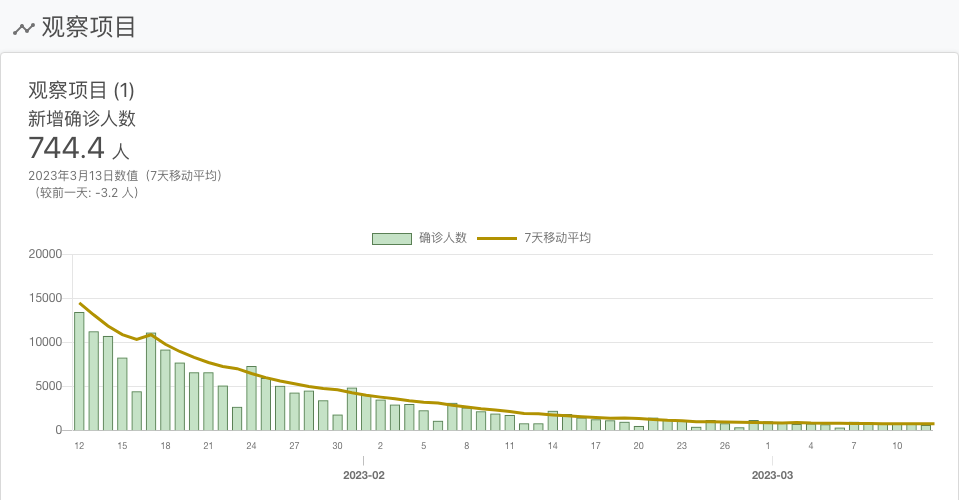 观察项目
观察项目 (1)
新增确诊人数
744.4 人
2023年3月13日数值（7天移动平均）
（较前一天: -3.2 人）
确诊人数 7天移动平均
20000
15000
10000
5000
0
12 15 18 21 24 27 30 2 5 8 11 14 17 20 23 26 1 4 7 10
2023-02 2023-03